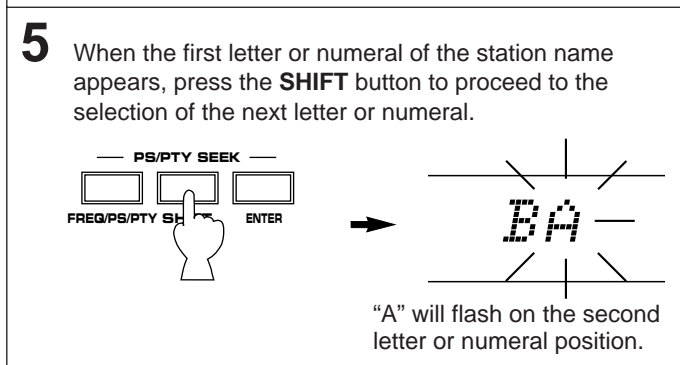 5
When the first letter or numeral of the station name
appears, press the SHIFT button to proceed to the
selection of the next letter or numeral.
PS/PTY SEEK
FREQ/PS/PTY SHIFT ENTER
BA
“A” will flash on the second
letter or numeral position.